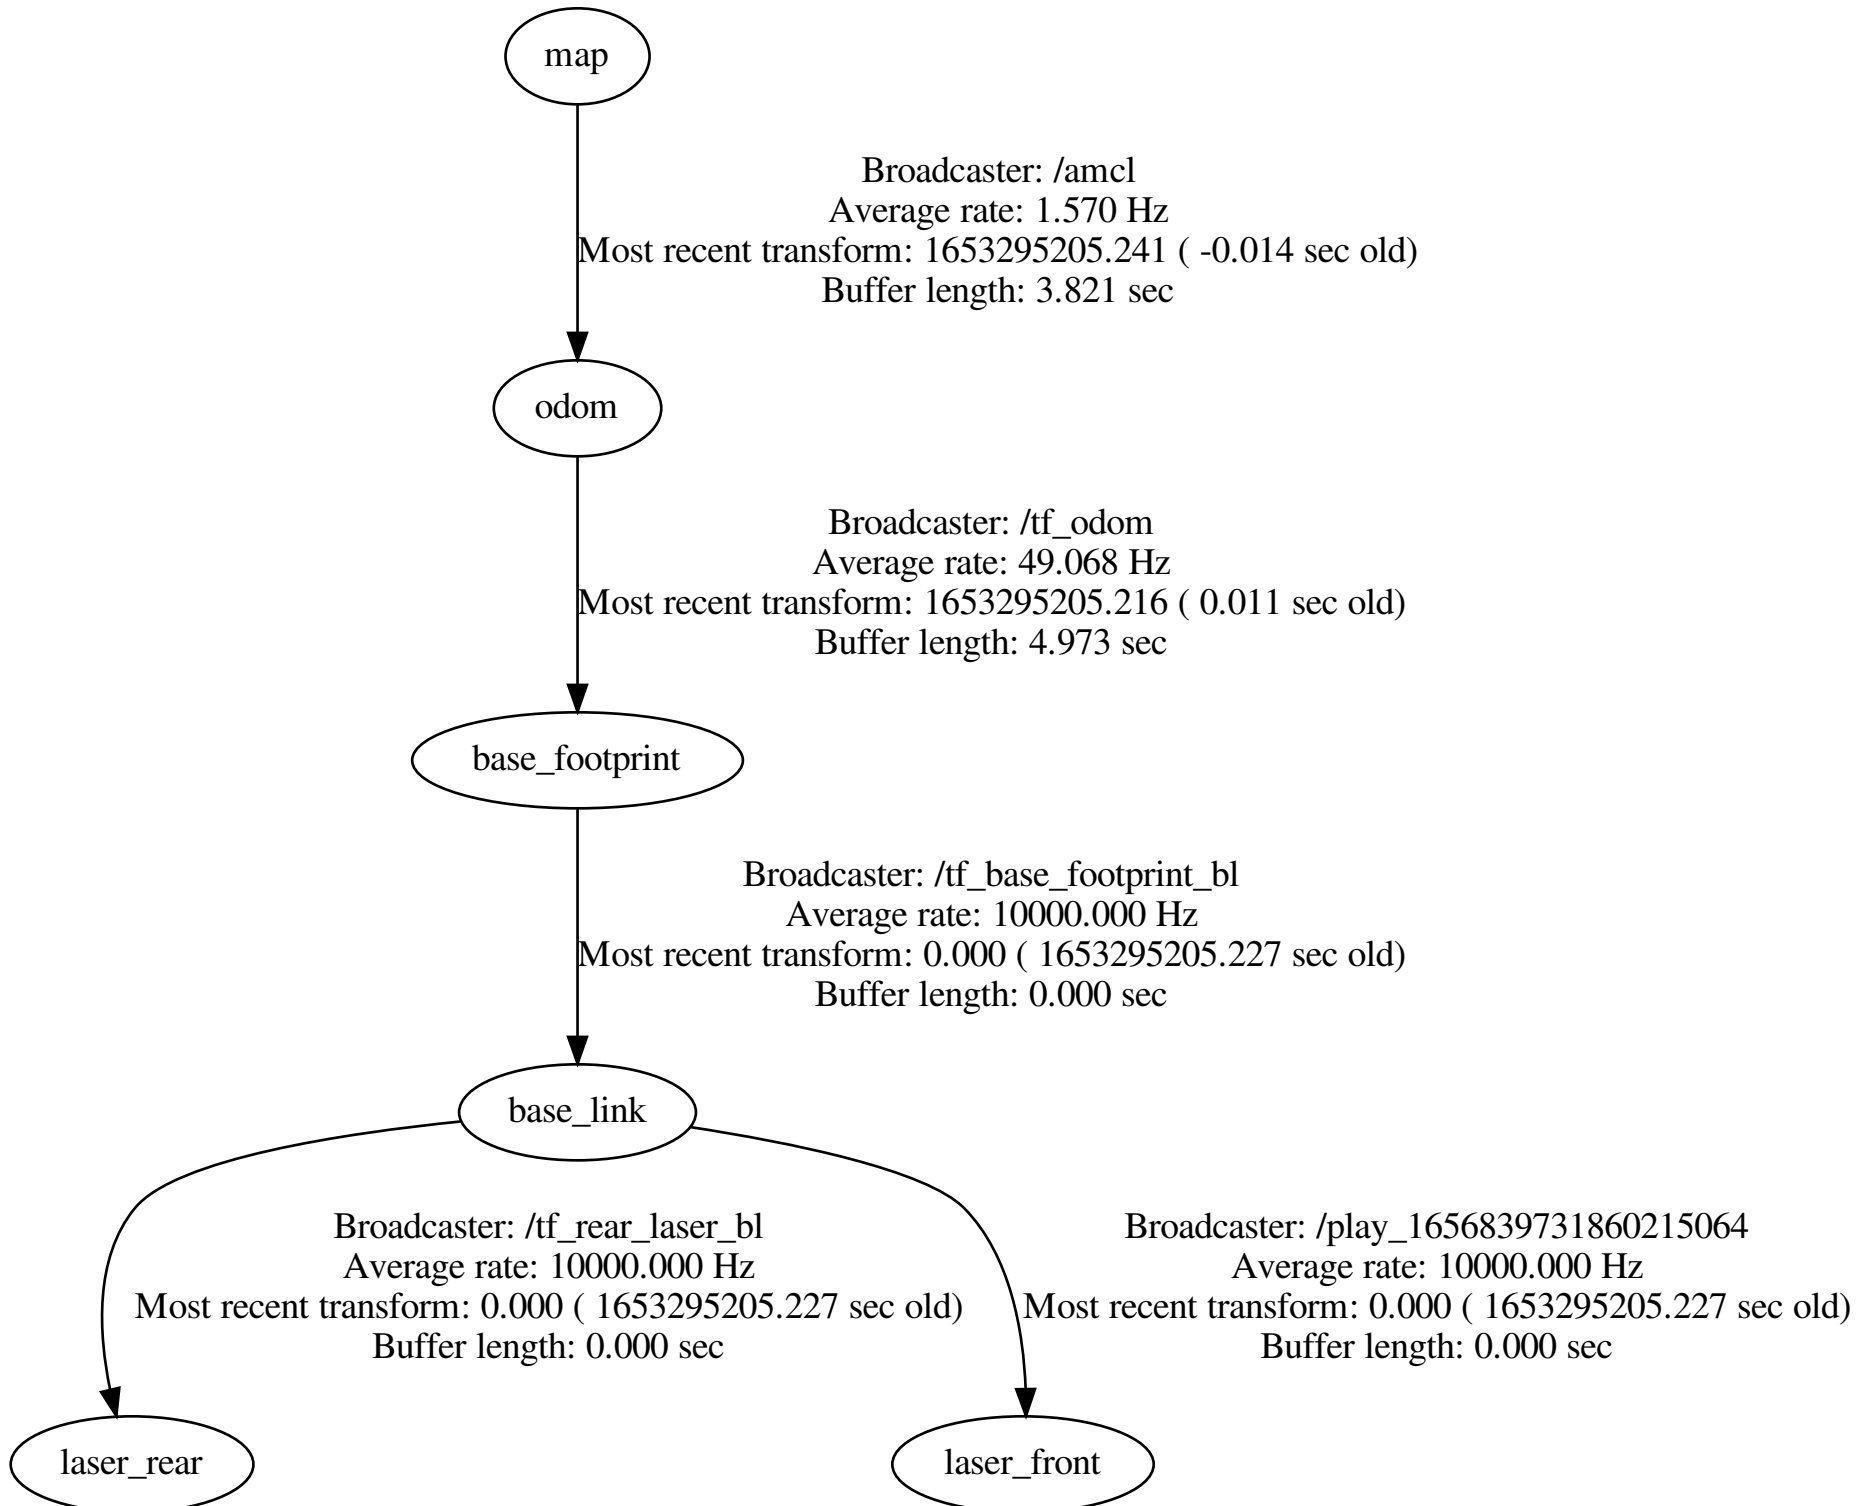 map
Broadcaster: /amcl
Average rate: 1.570 Hz
Most recent transform: 1653295205.241 ( -0.014 sec old)
Buffer length: 3.821 sec
odom
Broadcaster: /tf_odom
Average rate: 49.068 Hz
Most recent transform: 1653295205.216 ( 0.011 sec old)
Buffer length: 4.973 sec
base_footprint
Broadcaster: /tf_base_footprint_bl
Average rate: 10000.000 Hz
Most recent transform: 0.000 ( 1653295205.227 sec old)
Buffer length: 0.000 sec
base_link
Broadcaster: /tf_rear_laser_bl
Average rate: 10000.000 Hz
Most recent transform: 0.000 ( 1653295205.227 sec old)
Buffer length: 0.000 sec
Broadcaster: /play_1656839731860215064
Average rate: 10000.000 Hz
Most recent transform: 0.000 ( 1653295205.227 sec old)
Buffer length: 0.000 sec
laser_rear
laser_front